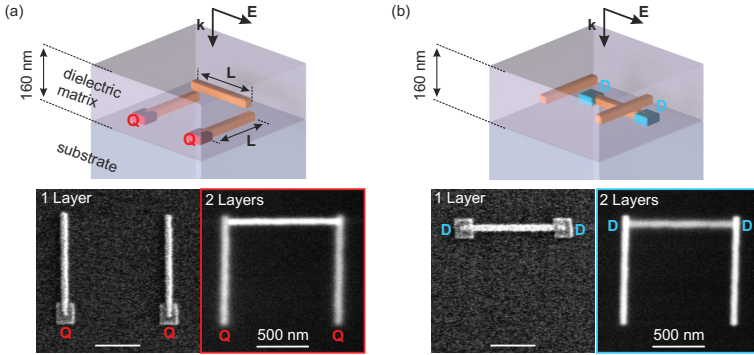 (a)
k
E
160 nm
dielectric
matrix
L
L
Q
Q
substrate
1 Layer
Q
Q
2 Layers
Q
Q
500 nm
(b)
k
E
160 nm
D
D
1 Layer
D
D
2 Layers
D
D
500 nm